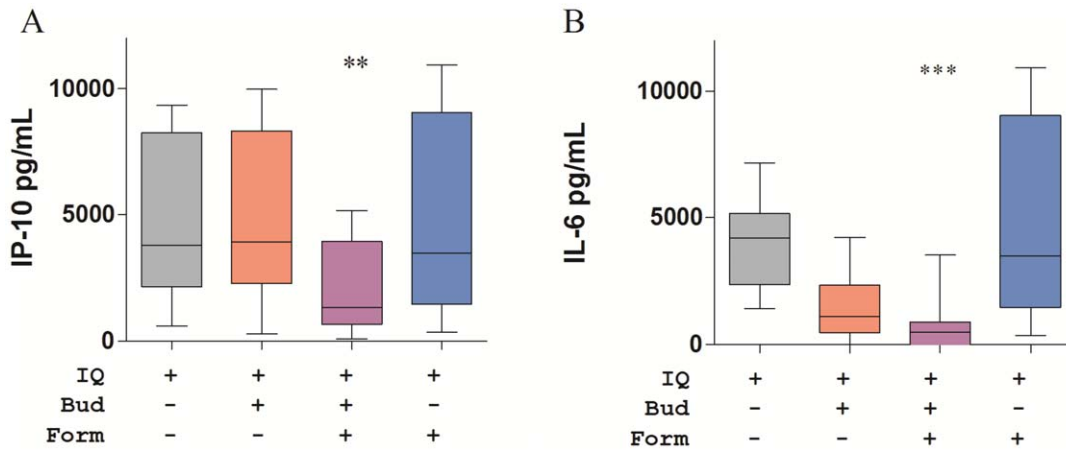 A
IP-10 pg/mL
10000
5000
0
**
IQ + + + +
Bud - + + -
Form - - + +
B
IL-6 pg/mL
10000
5000
0
***
IQ + + + +
Bud - + + -
Form - - + +